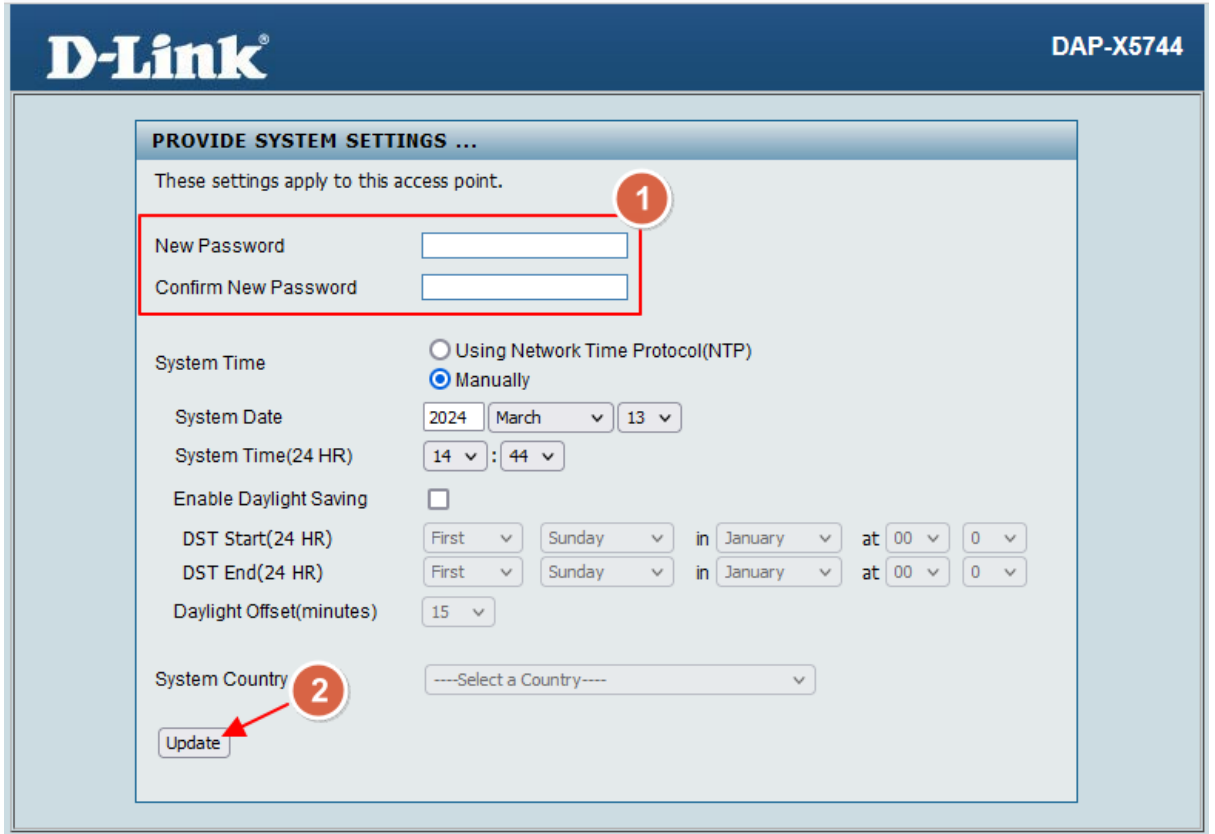 D-Link®
DAP-X5744
PROVIDE SYSTEM SETTINGS ...
These settings apply to this access point.
1
New Password
Confirm New Password
System Time
Using Network Time Protocol(NTP)
Manually
System Date 2024 March 13
System Time(24 HR) 14 : 44
Enable Daylight Saving
DST Start(24 HR) First Sunday in January at 00 0
DST End(24 HR) First Sunday in January at 00 0
Daylight Offset(minutes) 15
System Country ----Select a Country----
2
Update